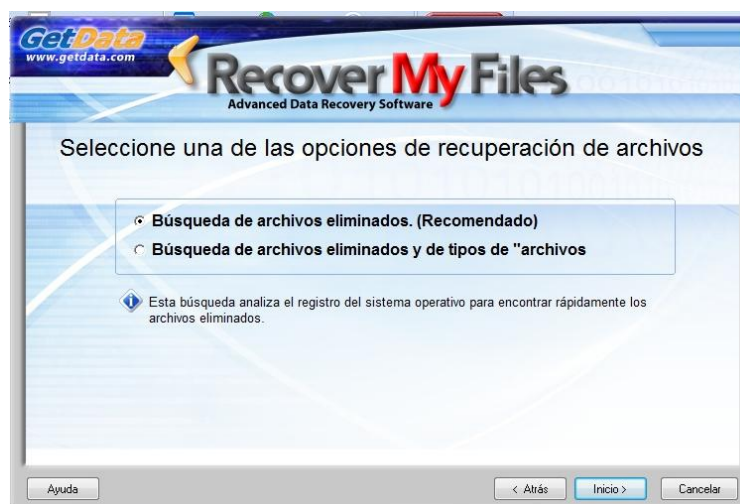 GetData
www.getdata.com
Recover My Files
Advanced Data Recovery Software
Seleccione una de las opciones de recuperación de archivos
Búsqueda de archivos eliminados. (Recomendado)
Búsqueda de archivos eliminados y de tipos de "archivos
Esta búsqueda analiza el registro del sistema operativo para encontrar rápidamente los
archivos eliminados.
Ayuda
< Atrás
Inicio >
Cancelar